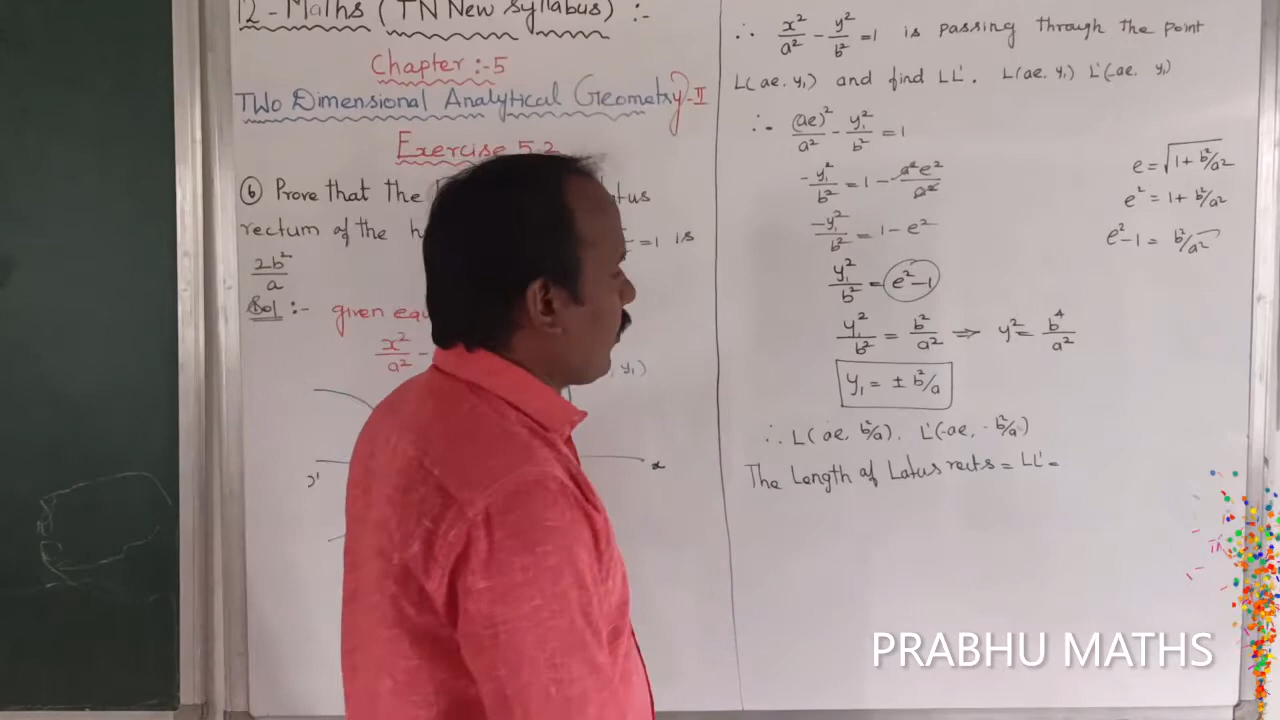 12 - Maths (TN New Syllabus) :-
Chapter :- 5
Two Dimensional Analytical Geometry-II
Exercise 5.2
⑥ Prove that the
rectum of the h =1 is
2b²/a
Sol :- given equ
x²/a² -
, y₁)
x
∴ x²/a² - y²/b² = 1 is passing through the point
L(ae, y₁) and find LL'. L(ae, y₁) L'(ae, y₁)
∴ (ae)²/a² - y₁²/b² = 1
-y₁²/b² = 1 - a²e²/a²
-y₁²/b² = 1 - e²
y₁²/b² = e²-1
y₁²/b² = b²/a² ⇒ y² = b⁴/a²
y₁ = ± b²/a
∴ L(ae, b²/a), L'(ae, -b²/a)
The Length of Latus rects = LL' =
e = √1 + b²/a²
e² = 1 + b²/a²
e²-1 = b²/a²
PRABHU MATHS